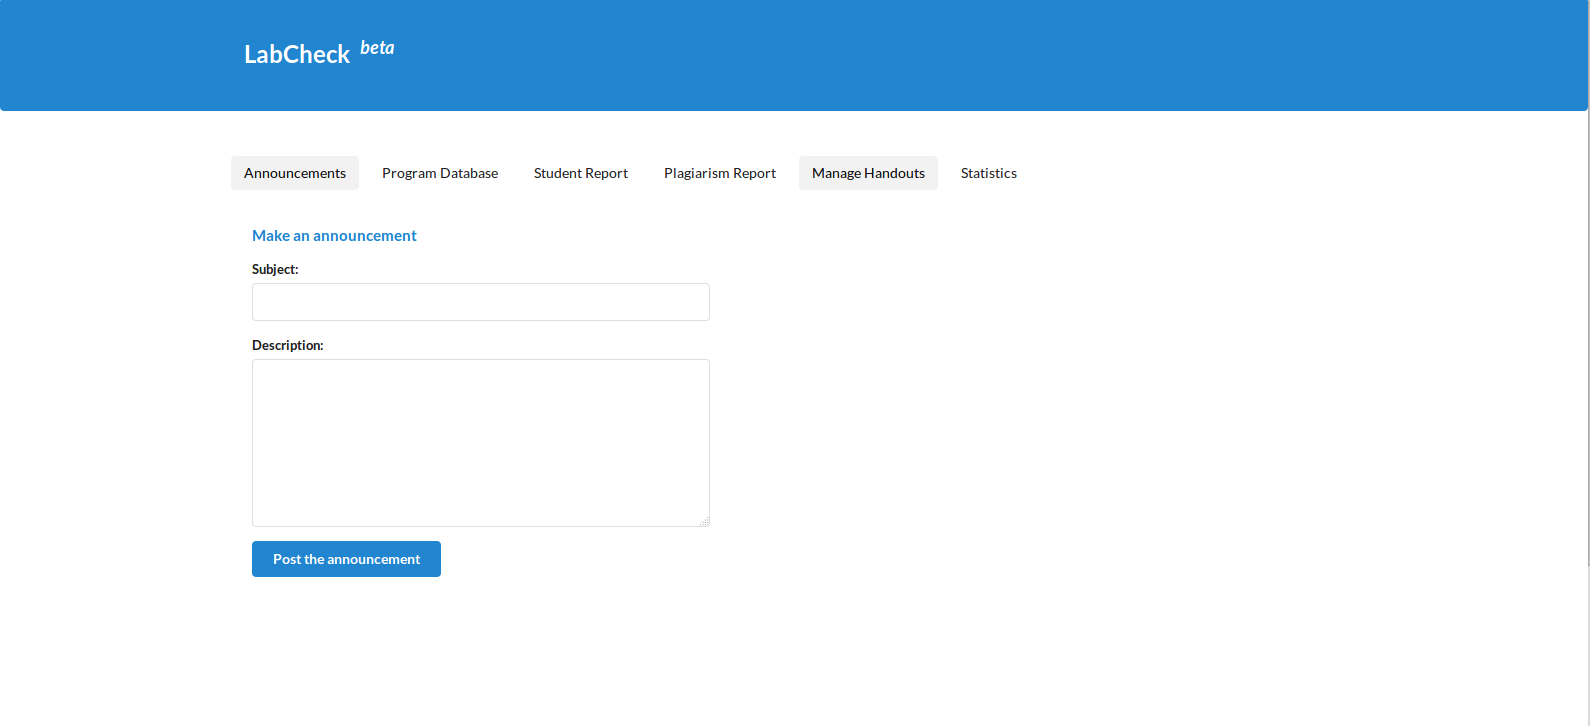 LabCheck beta
Announcements Program Database Student Report Plagiarism Report Manage Handouts Statistics
Make an announcement
Subject:
Description:
Post the announcement